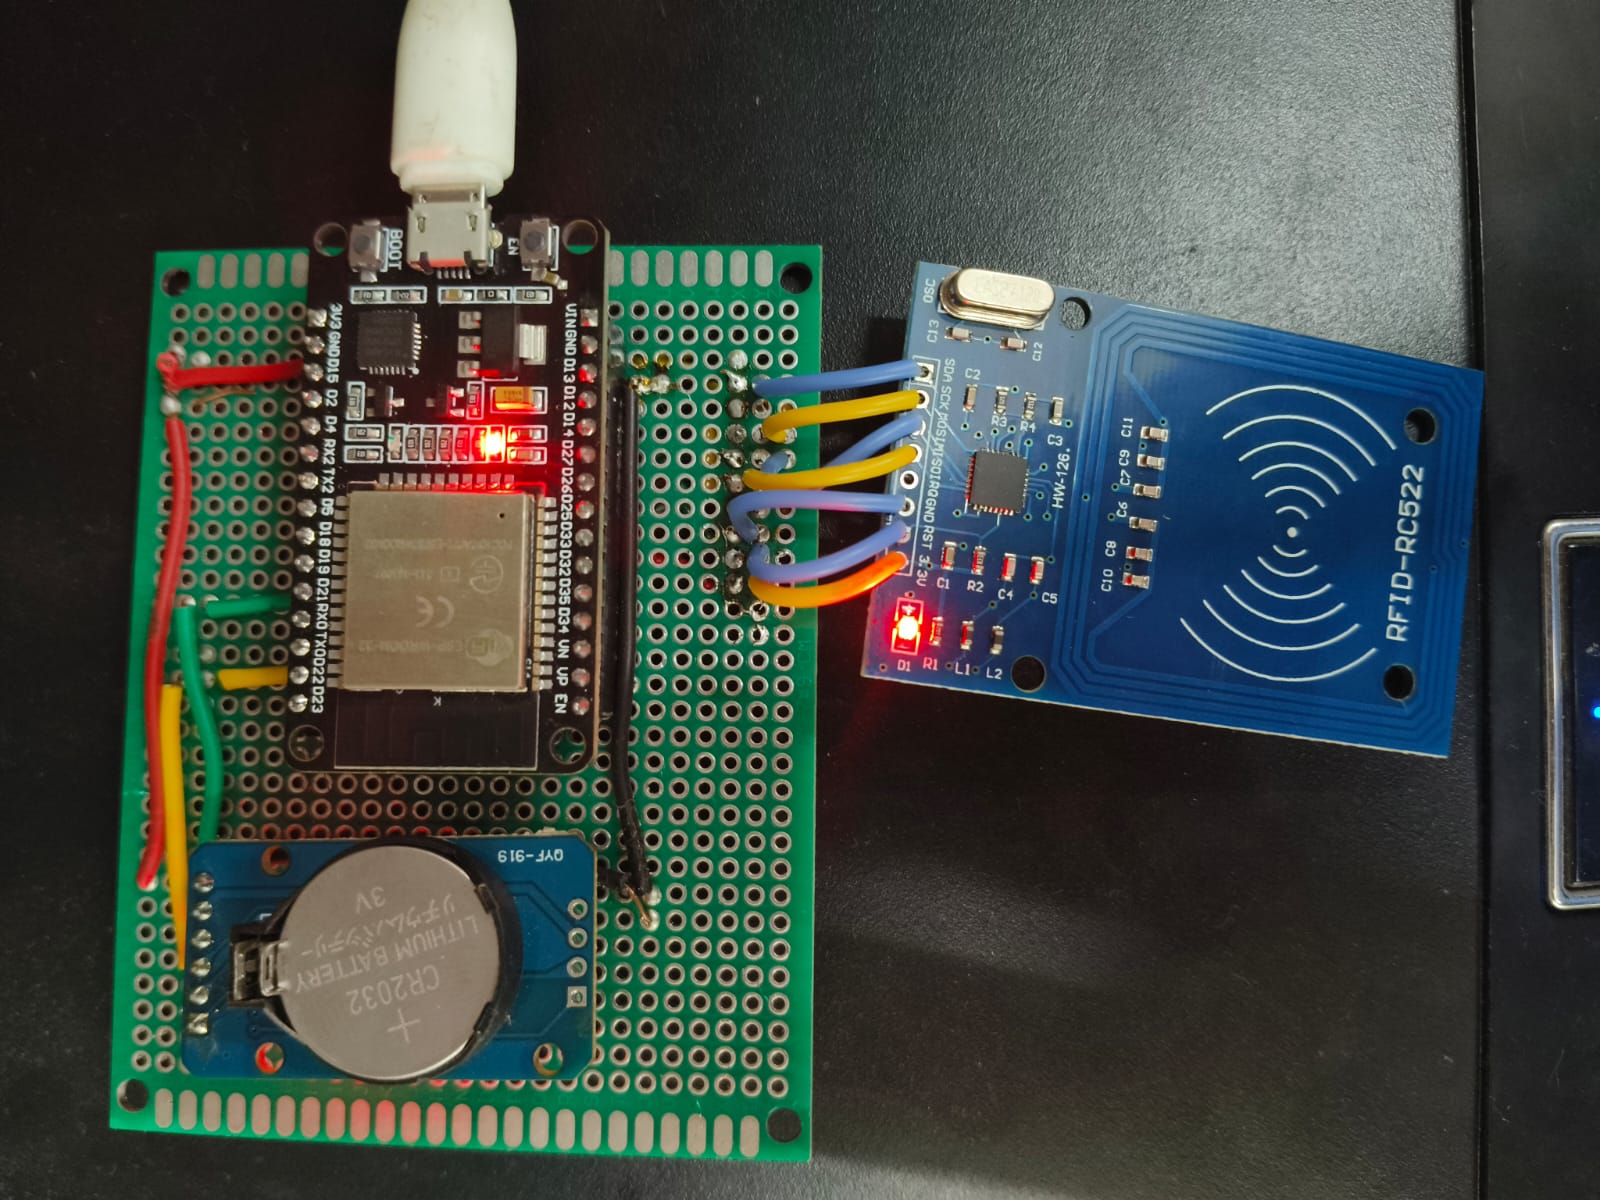 BOOT
EN
3V3
GND
D15
D2
D4
RX2
TX2
D5
D18
D19
D21
RX0
TX0
D22
D23
VIN
GND
D13
D12
D14
D27
D26
D25
D33
D32
D35
D34
UN
UP
EN
ESP-WROOM-32
CE
K
QYF-919
+
CR2032
LITHIUM BATTERY
リチウムバッテリー
3V
OSC
C13
C12
SDA SCK MOSI MISO IRQ GND RST 3.3V
C2
R3
R4
C3
HW-126.
C1
R2
C4
C5
D1
R1
L1
L2
C11
C9
C7
C6
C8
C10
RFID-RC522